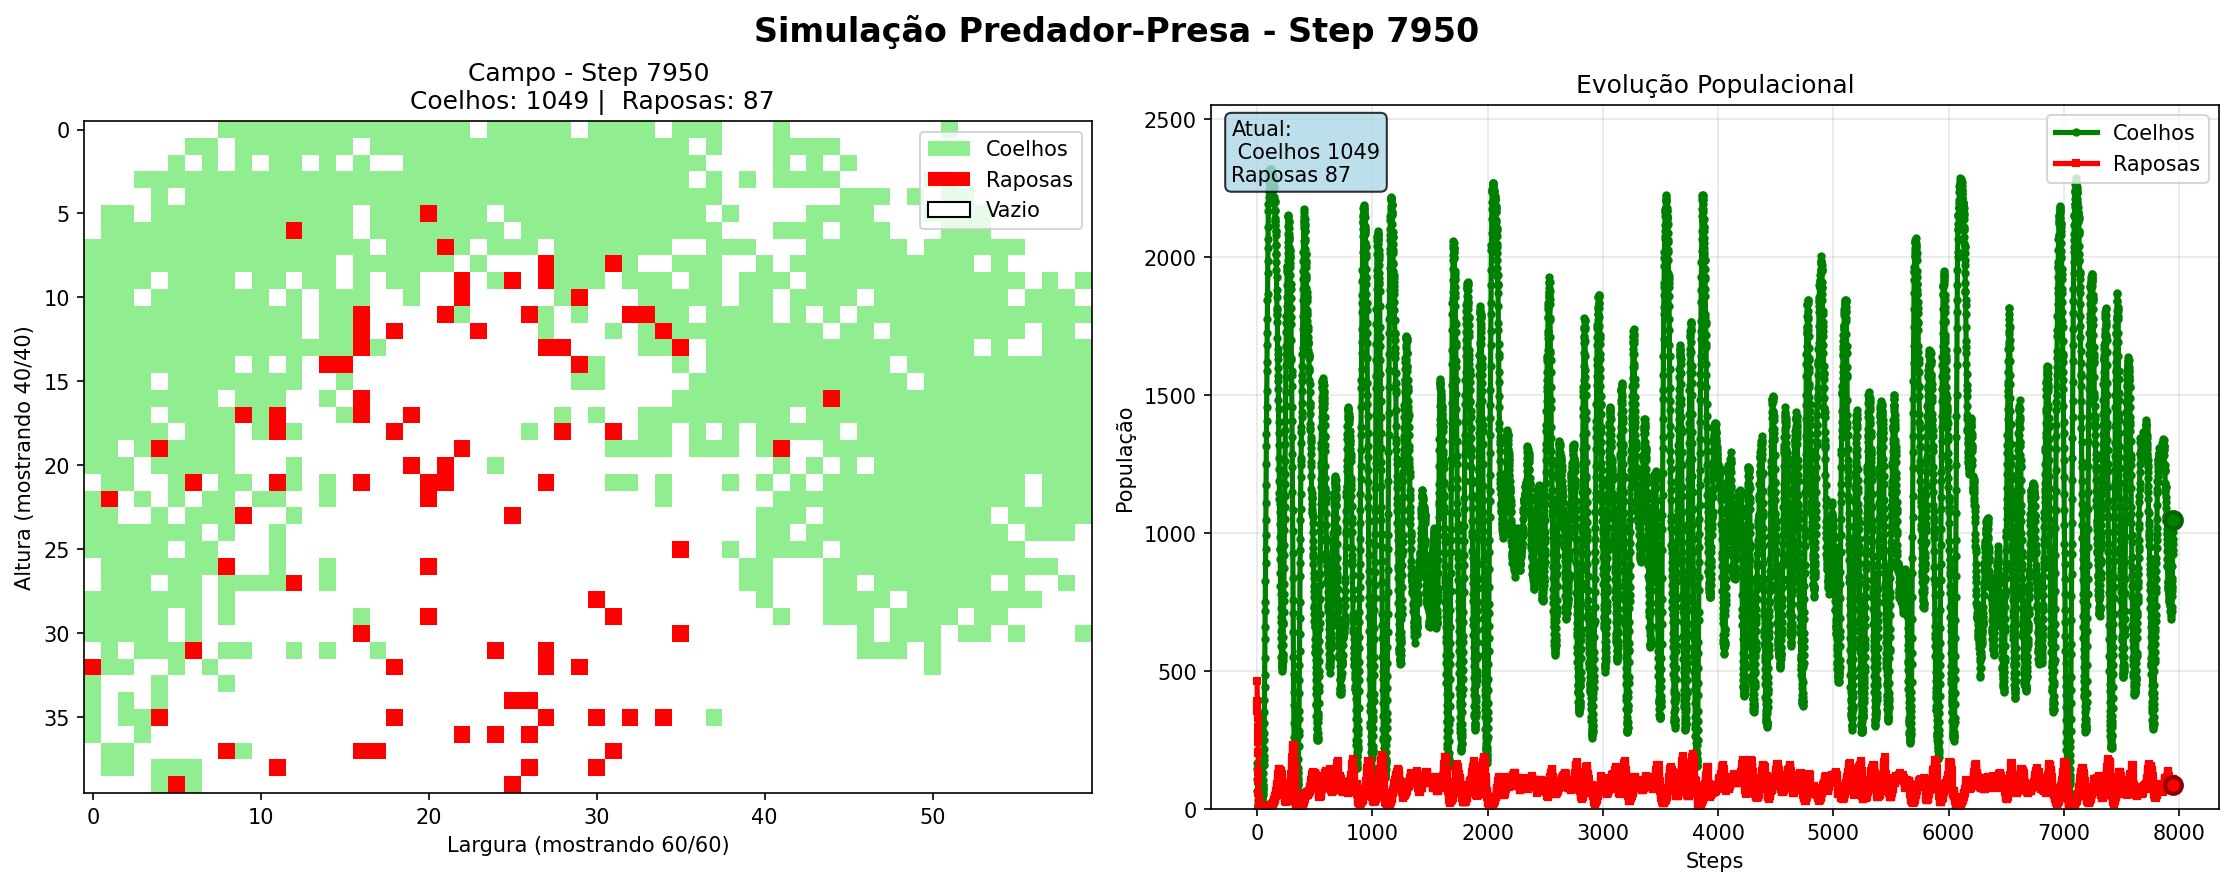 Simulação Predador-Presa - Step 7950
Campo - Step 7950
Coelhos: 1049 |  Raposas: 87
Coelhos
Raposas
Vazio
0
5
10
15
20
25
30
35
Altura (mostrando 40/40)
0
10
20
30
40
50
Largura (mostrando 60/60)
Evolução Populacional
Atual:
Coelhos 1049
Raposas 87
Coelhos
Raposas
2500
2000
1500
1000
500
0
População
0
1000
2000
3000
4000
5000
6000
7000
8000
Steps